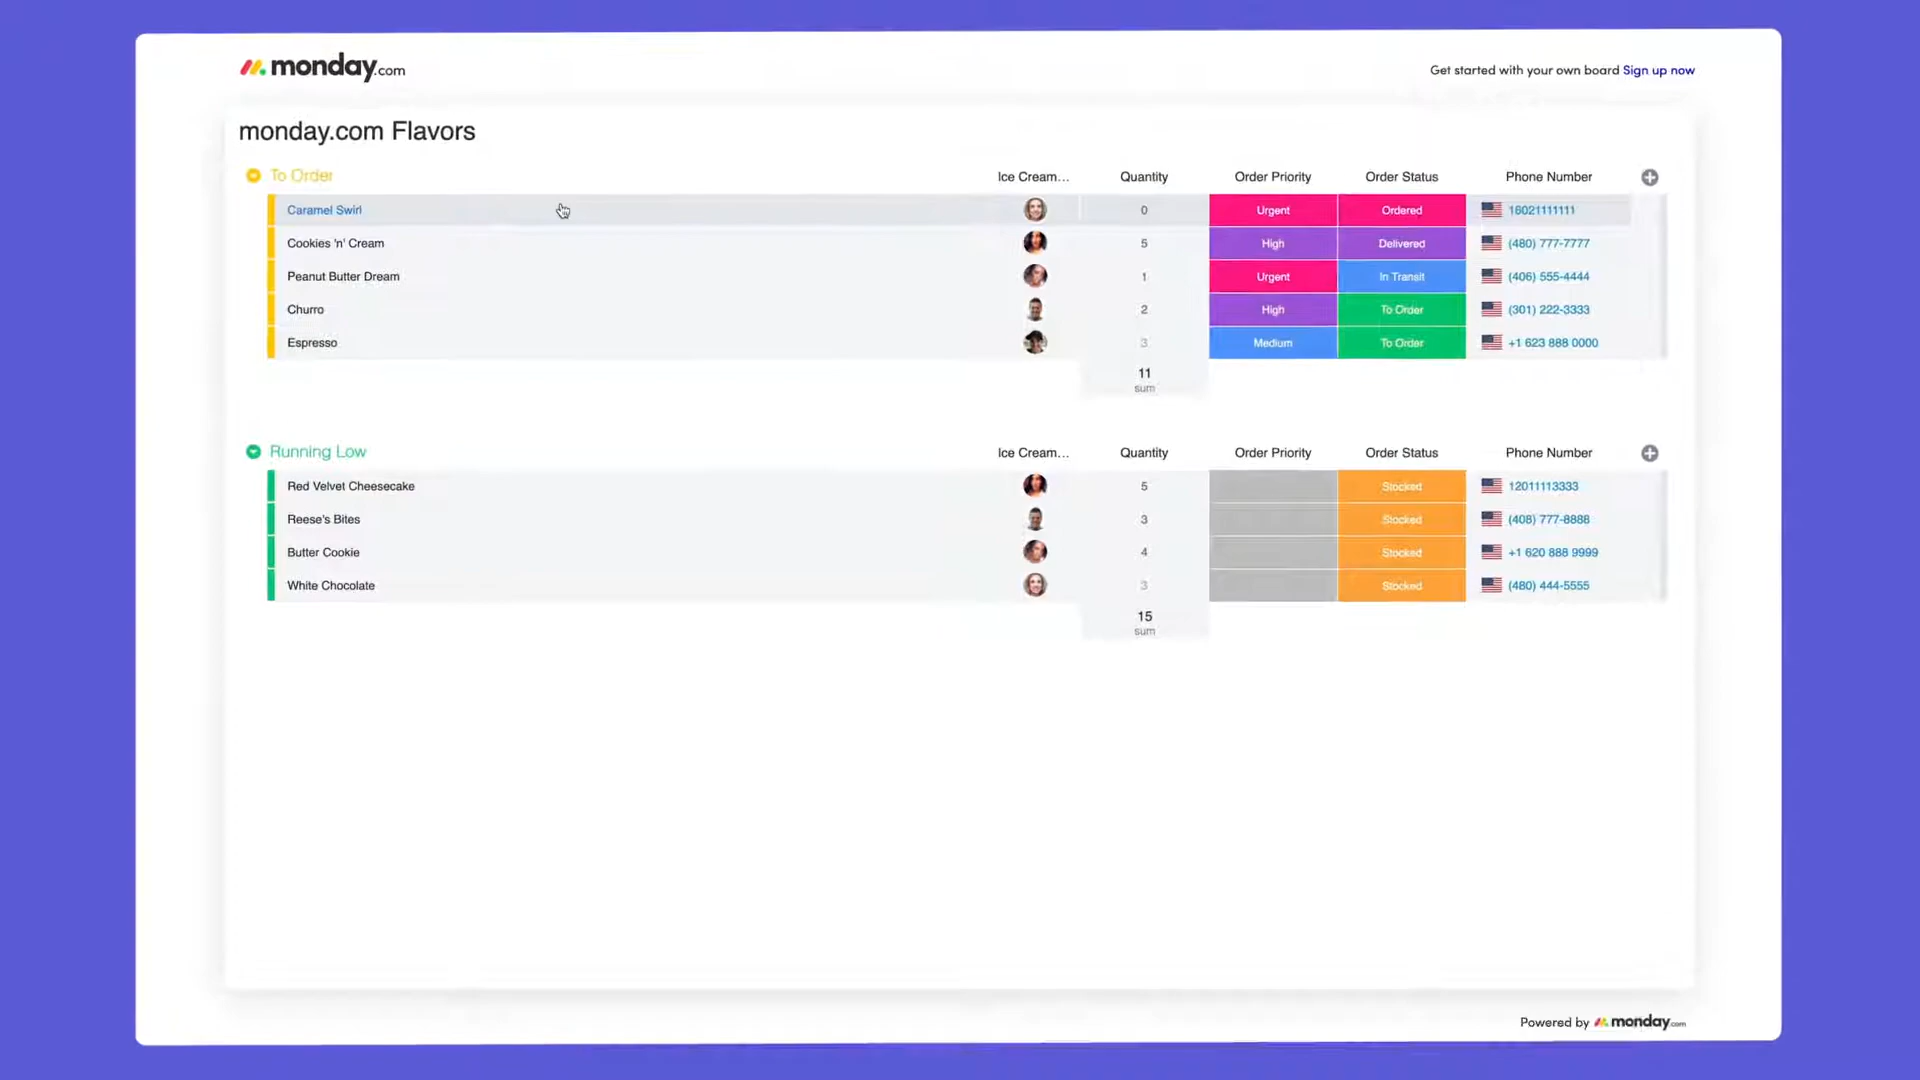 monday.com
Get started with your own board Sign up now
monday.com Flavors
To Order Ice Cream... Quantity Order Priority Order Status Phone Number
Caramel Swirl 0 Urgent Ordered 16021111111
Cookies 'n' Cream 5 High Delivered (480) 777-7777
Peanut Butter Dream 1 Urgent In Transit (406) 555-4444
Churro 2 High To Order (301) 222-3333
Espresso 3 Medium To Order +1 623 888 0000
11
sum
Running Low Ice Cream... Quantity Order Priority Order Status Phone Number
Red Velvet Cheesecake 5 Stocked 12011113333
Reese's Bites 3 Stocked (408) 777-8888
Butter Cookie 4 Stocked +1 620 888 9999
White Chocolate 3 Stocked (480) 444-5555
15
sum
Powered by monday.com